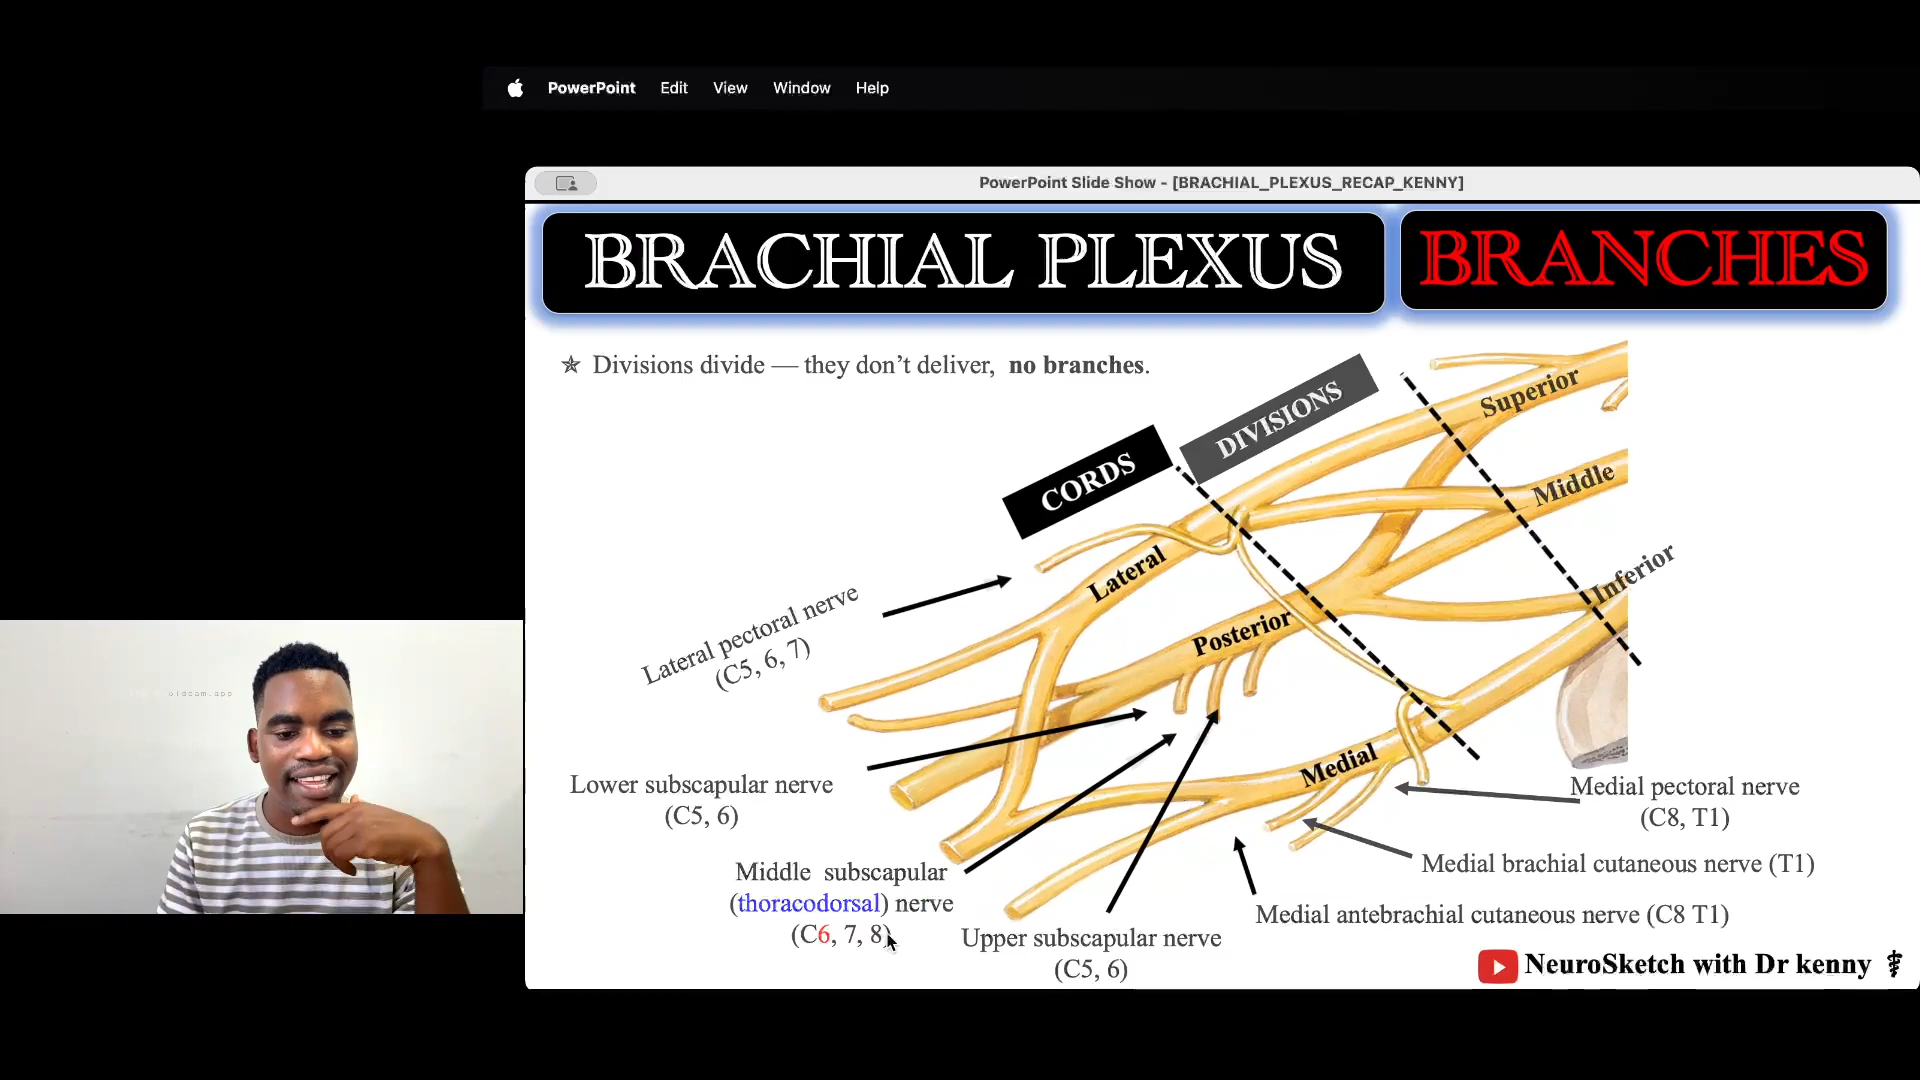 PowerPoint Edit View Window Help
PowerPoint Slide Show - [BRACHIAL_PLEXUS_RECAP_KENNY]
BRACHIAL PLEXUS
BRANCHES
✯ Divisions divide — they don’t deliver, no branches.
CORDS
DIVISIONS
Superior
Middle
Inferior
Lateral
Posterior
Medial
Lateral pectoral nerve
(C5, 6, 7)
Lower subscapular nerve
(C5, 6)
Middle subscapular
(thoracodorsal) nerve
(C6, 7, 8)
Upper subscapular nerve
(C5, 6)
Medial pectoral nerve
(C8, T1)
Medial brachial cutaneous nerve (T1)
Medial antebrachial cutaneous nerve (C8 T1)
NeuroSketch with Dr kenny
oldcam.app